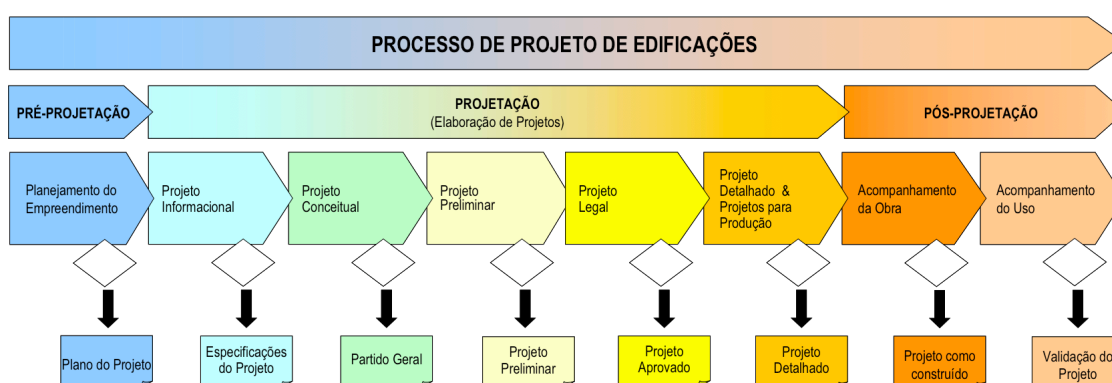 PROCESSO DE PROJETO DE EDIFICAÇÕES
PRÉ-PROJETAÇÃO
PROJETAÇÃO
(Elaboração de Projetos)
PÓS-PROJETAÇÃO
Planejamento do
Empreendimento
Projeto
Informacional
Projeto
Conceitual
Projeto
Preliminar
Projeto
Legal
Projeto
Detalhado &
Projetos para
Produção
Acompanhamento
da Obra
Acompanhamento
do Uso
Plano do Projeto
Especificações
do Projeto
Partido Geral
Projeto
Preliminar
Projeto
Aprovado
Projeto
Detalhado
Projeto como
construído
Validação do
Projeto